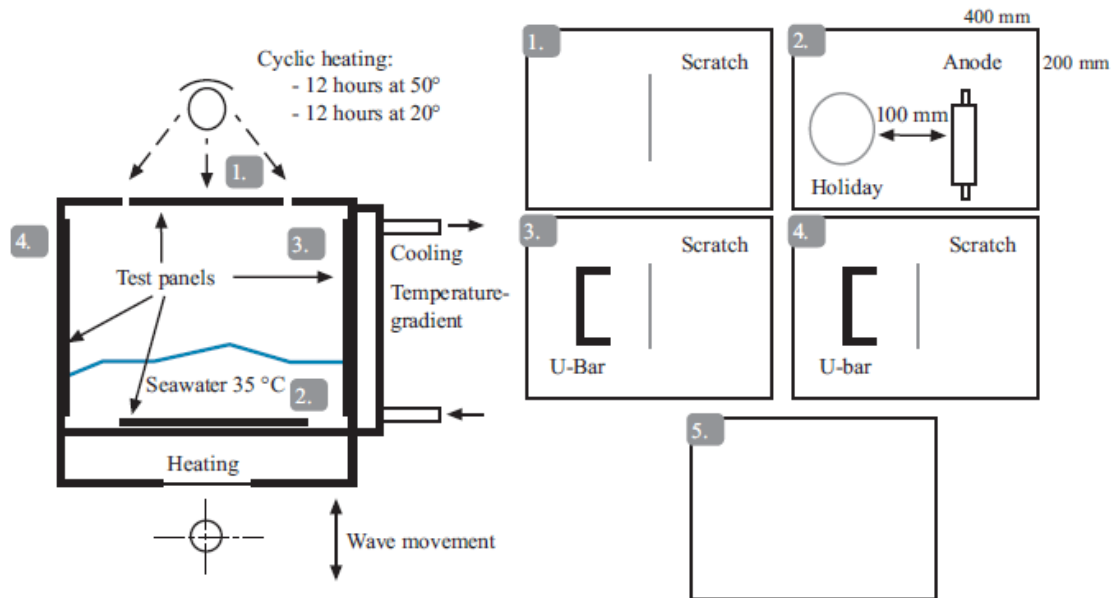 Cyclic heating:
- 12 hours at 50°
- 12 hours at 20°
1.
4.
3.
Test panels
Cooling
Temperature-
gradient
Seawater 35 °C
2.
Heating
Wave movement
1.
Scratch
400 mm
2.
Anode
200 mm
100 mm
Holiday
3.
Scratch
U-Bar
4.
Scratch
U-bar
5.